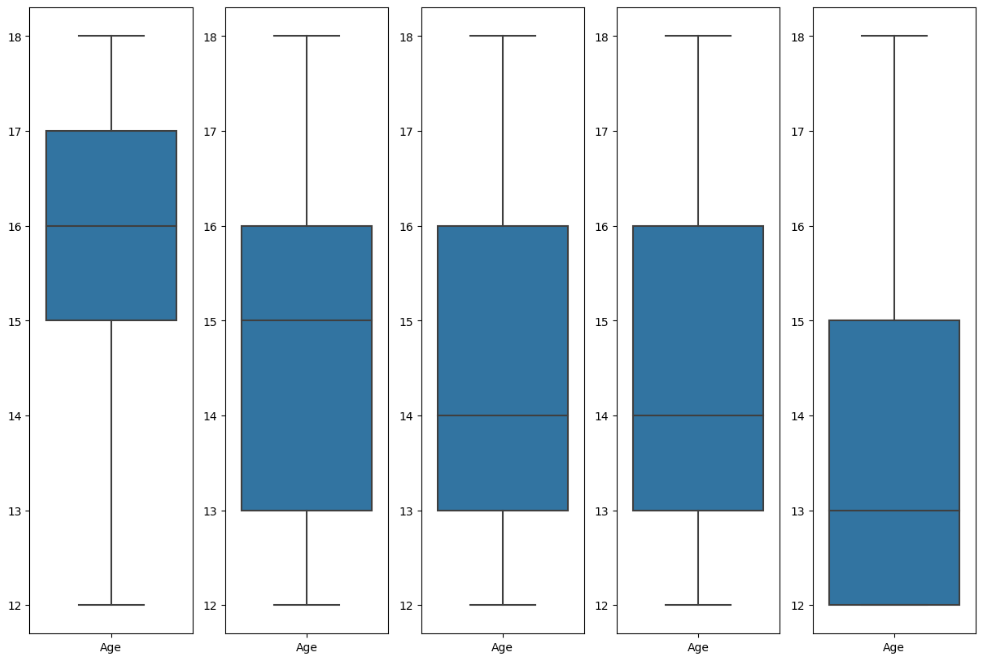 18 18 18 18 18
17 17 17 17 17
16 16 16 16 16
15 15 15 15 15
14 14 14 14 14
13 13 13 13 13
12 12 12 12 12
Age Age Age Age Age